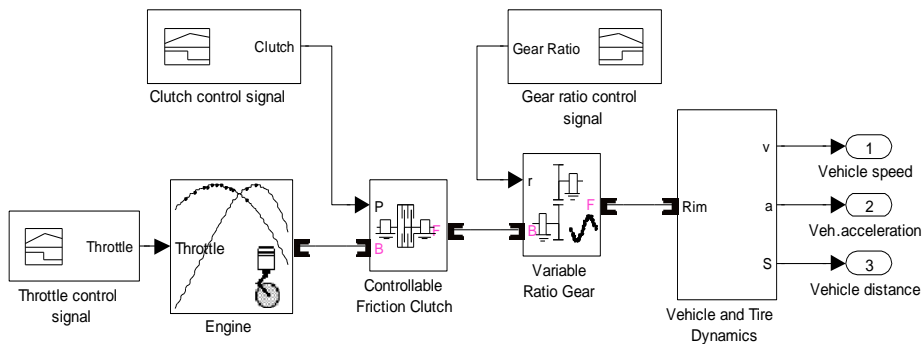 Clutch
Clutch control signal
Gear Ratio
Gear ratio control
signal
Throttle
Throttle control
signal
Throttle
Engine
P
B
F
Controllable
Friction Clutch
r
B
F
Variable
Ratio Gear
Rim
v
a
S
Vehicle and Tire
Dynamics
1
Vehicle speed
2
Veh.acceleration
3
Vehicle distance